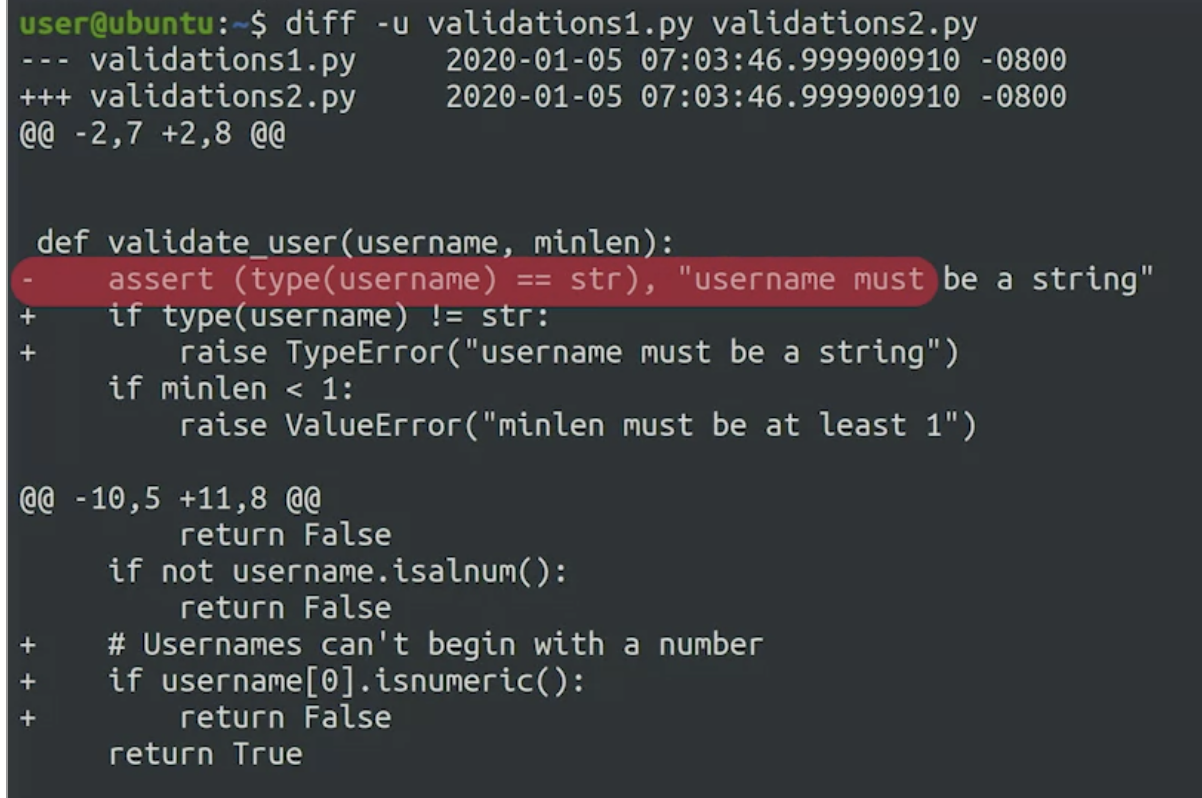 user@ubuntu:~$ diff -u validations1.py validations2.py
--- validations1.py     2020-01-05 07:03:46.999900910 -0800
+++ validations2.py     2020-01-05 07:03:46.999900910 -0800
@@ -2,7 +2,8 @@
 def validate_user(username, minlen):
-    assert (type(username) == str), "username must be a string"
+    if type(username) != str:
+        raise TypeError("username must be a string")
     if minlen < 1:
         raise ValueError("minlen must be at least 1")
@@ -10,5 +11,8 @@
         return False
     if not username.isalnum():
         return False
+    # Usernames can't begin with a number
+    if username[0].isnumeric():
+        return False
     return True